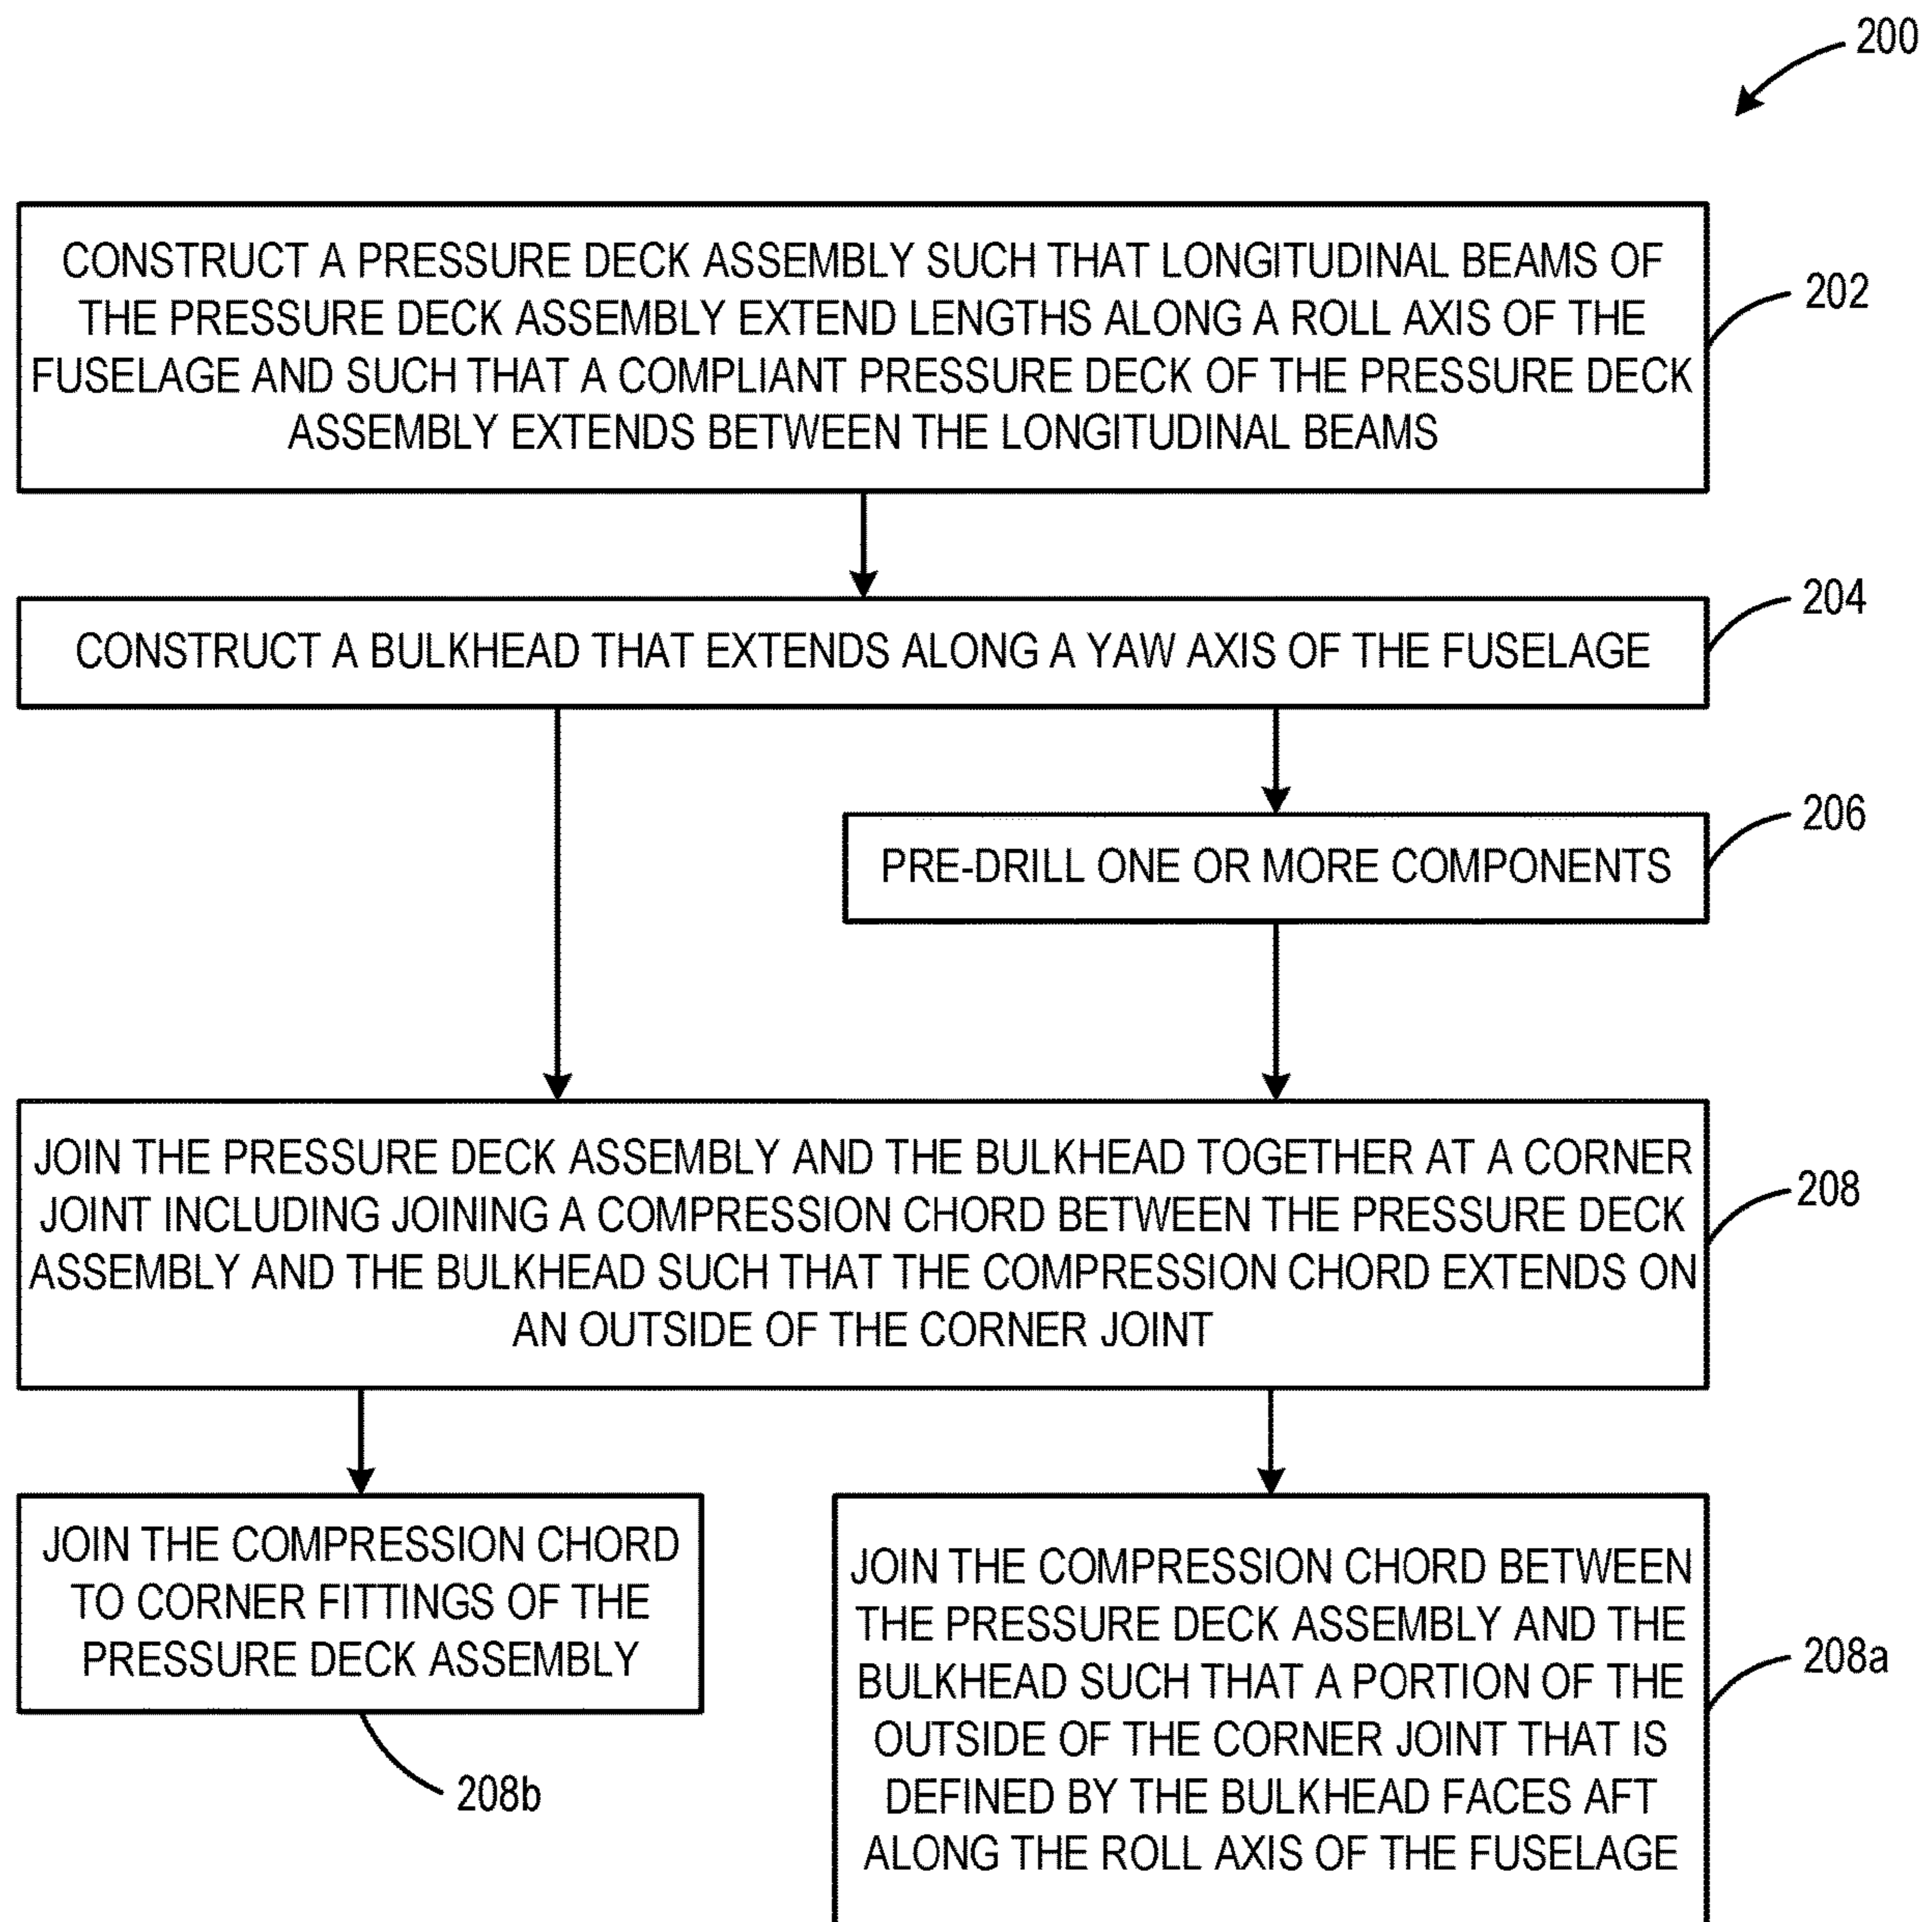 200
CONSTRUCT A PRESSURE DECK ASSEMBLY SUCH THAT LONGITUDINAL BEAMS OF
THE PRESSURE DECK ASSEMBLY EXTEND LENGTHS ALONG A ROLL AXIS OF THE
FUSELAGE AND SUCH THAT A COMPLIANT PRESSURE DECK OF THE PRESSURE DECK
ASSEMBLY EXTENDS BETWEEN THE LONGITUDINAL BEAMS
202
CONSTRUCT A BULKHEAD THAT EXTENDS ALONG A YAW AXIS OF THE FUSELAGE
204
PRE-DRILL ONE OR MORE COMPONENTS
206
JOIN THE PRESSURE DECK ASSEMBLY AND THE BULKHEAD TOGETHER AT A CORNER
JOINT INCLUDING JOINING A COMPRESSION CHORD BETWEEN THE PRESSURE DECK
ASSEMBLY AND THE BULKHEAD SUCH THAT THE COMPRESSION CHORD EXTENDS ON
AN OUTSIDE OF THE CORNER JOINT
208
JOIN THE COMPRESSION CHORD
TO CORNER FITTINGS OF THE
PRESSURE DECK ASSEMBLY
208b
JOIN THE COMPRESSION CHORD BETWEEN
THE PRESSURE DECK ASSEMBLY AND THE
BULKHEAD SUCH THAT A PORTION OF THE
OUTSIDE OF THE CORNER JOINT THAT IS
DEFINED BY THE BULKHEAD FACES AFT
ALONG THE ROLL AXIS OF THE FUSELAGE
208a